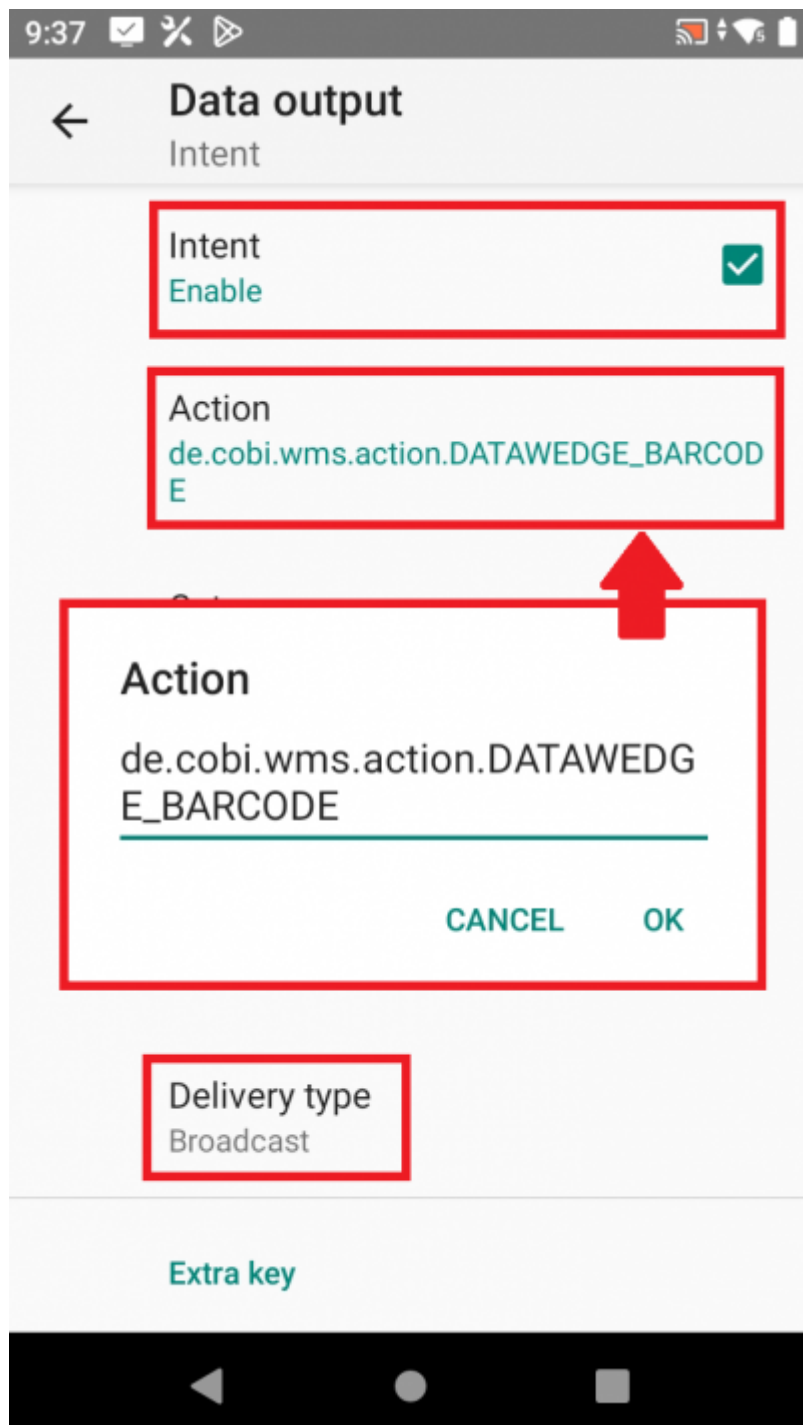 9:37
5
Data output
Intent
Intent
Enable
Action
de.cobi.wms.action.DATAWEDGE_BARCOD
E
Action
de.cobi.wms.action.DATAWEDG
E_BARCODE
CANCEL OK
Delivery type
Broadcast
Extra key